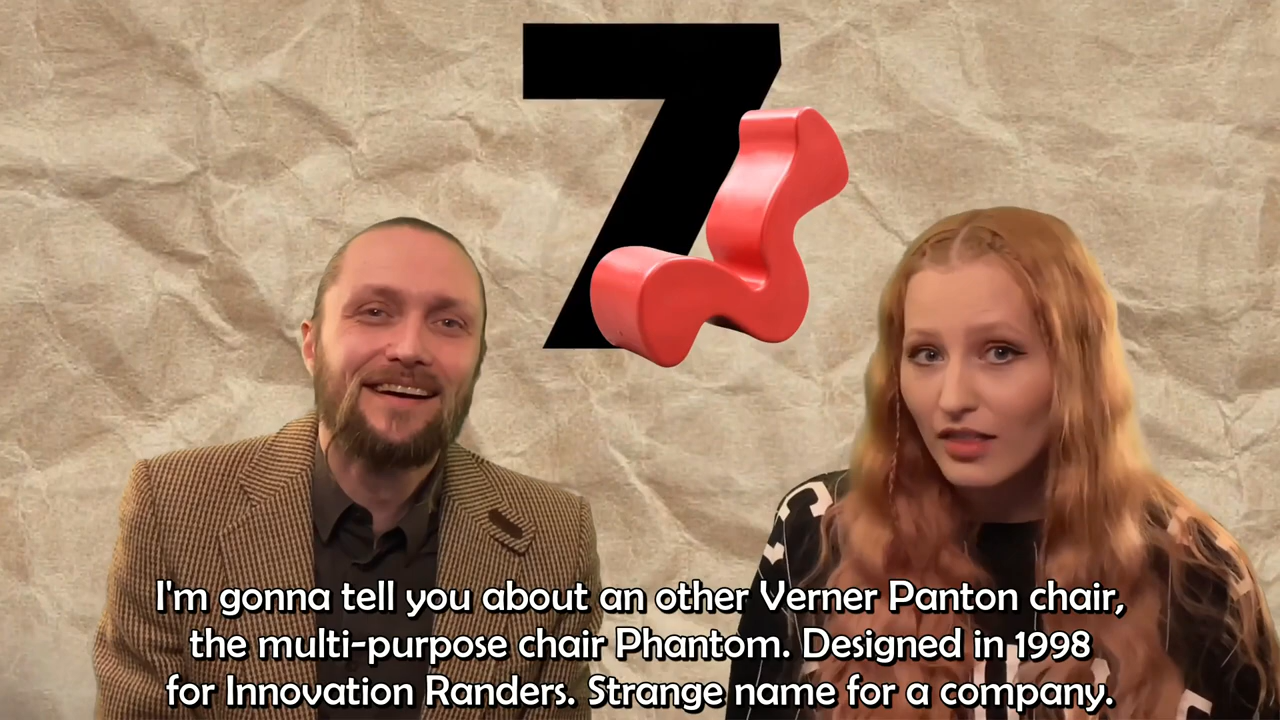 7
I'm gonna tell you about an other Verner Panton chair,
the multi-purpose chair Phantom. Designed in 1998
for Innovation Randers. Strange name for a company.